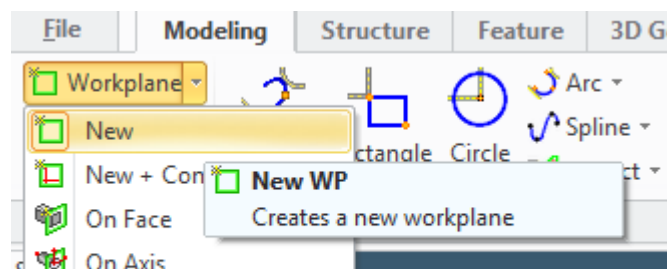 File Modeling Structure Feature 3D G
Workplane
Arc
Spline
New
ctangle Circle
New + Con
New WP
ct
On Face
Creates a new workplane
On Axis